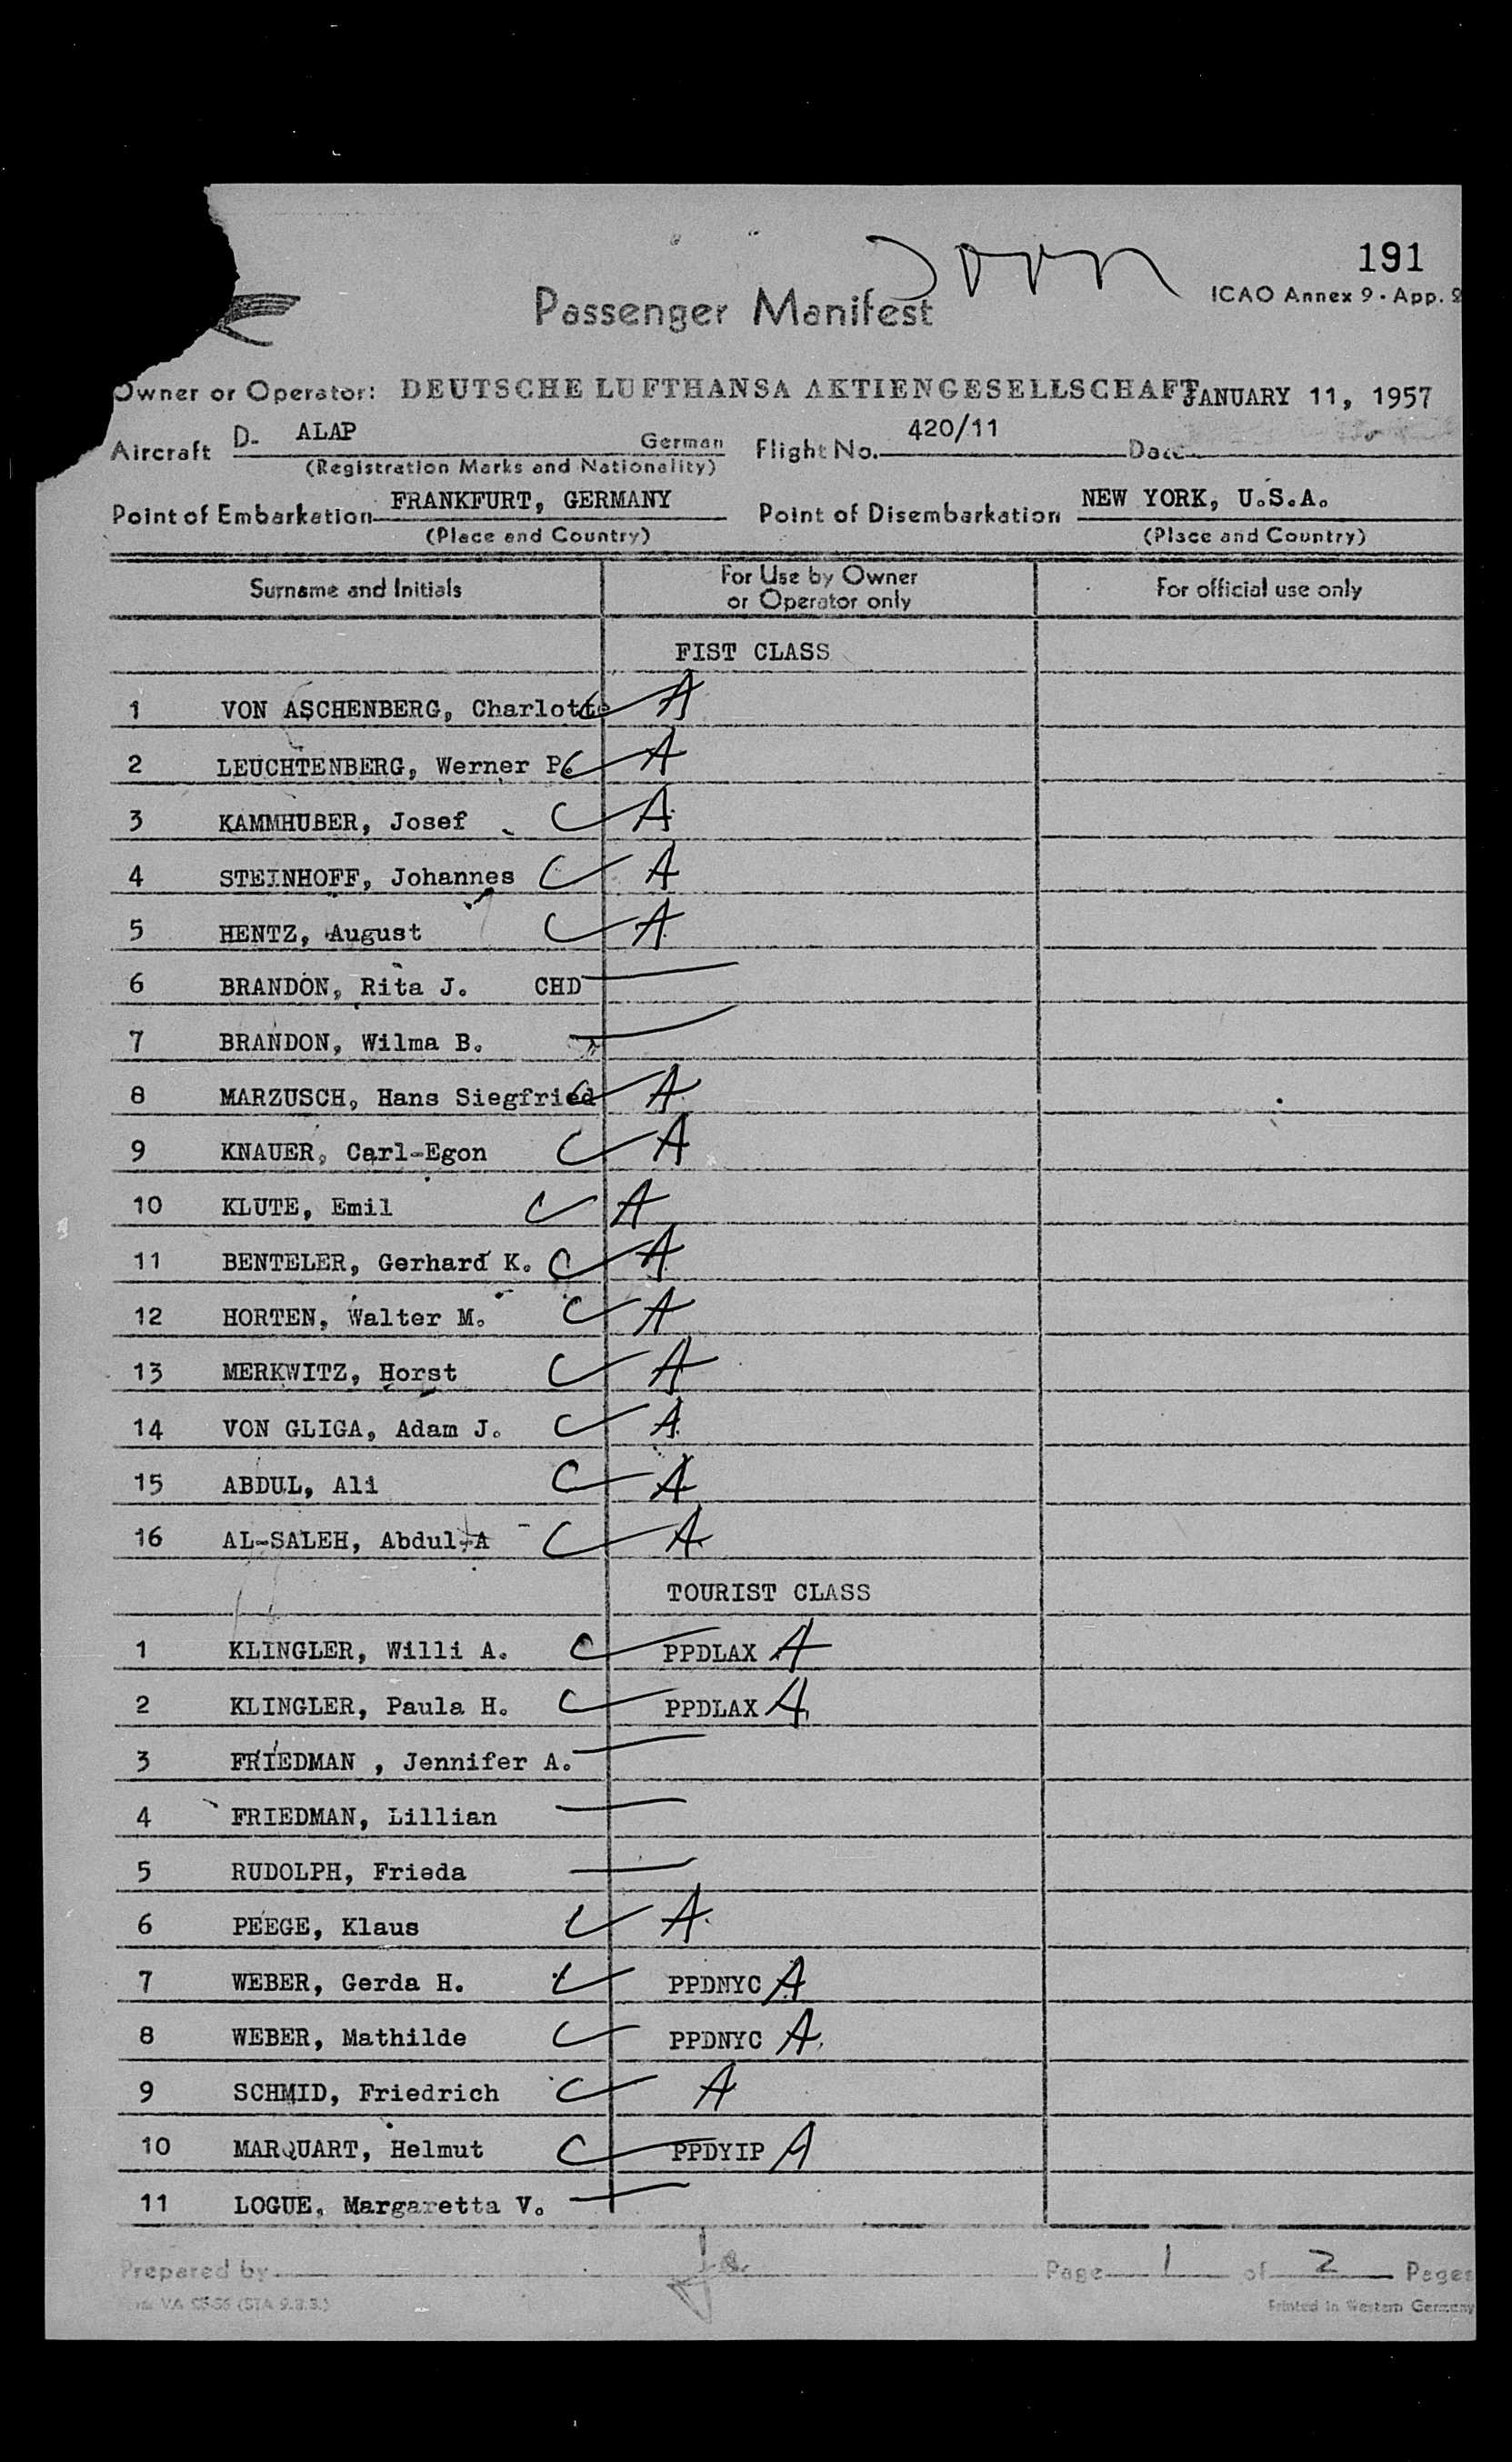 191
Passenger Manifest
ICAO Annex 9 - App. 2
Owner or Operator: DEUTSCHE LUFTHANSA AKTIENGESELLSCHAFT JANUARY 11, 1957
Aircraft D- ALAP German Flight No. 420/11 Date
(Registration Marks and Nationality)
Point of Embarkation FRANKFURT, GERMANY Point of Disembarkation NEW YORK, U.S.A.
(Place and Country) (Place and Country)
Surname and Initials For Use by Owner or Operator only For official use only
FIST CLASS
1 VON ASCHENBERG, Charlotte A
2 LEUCHTENBERG, Werner P. A
3 KAMMHUBER, Josef A
4 STEINHOFF, Johannes A
5 HENTZ, August A
6 BRANDON, Rita J. CHD
7 BRANDON, Wilma B.
8 MARZUSCH, Hans Siegfried A
9 KNAUER, Carl-Egon A
10 KLUTE, Emil A
11 BENTELER, Gerhard K. A
12 HORTEN, Walter M. A
13 MERKWITZ, Horst A
14 VON GLIGA, Adam J. A
15 ABDUL, Ali A
16 AL-SALEH, Abdul-A A
TOURIST CLASS
1 KLINGLER, Willi A. PPDLAX A
2 KLINGLER, Paula H. PPDLAX A
3 FRIEDMAN , Jennifer A.
4 FRIEDMAN, Lillian
5 RUDOLPH, Frieda
6 PEEGE, Klaus A
7 WEBER, Gerda H. PPDNYC A
8 WEBER, Mathilde PPDNYC A
9 SCHMID, Friedrich A
10 MARQUART, Helmut PPDYIP A
11 LOGUE, Margaretta V.
Prepared by Page 1 of 2 Pages
Printed in Western Germany